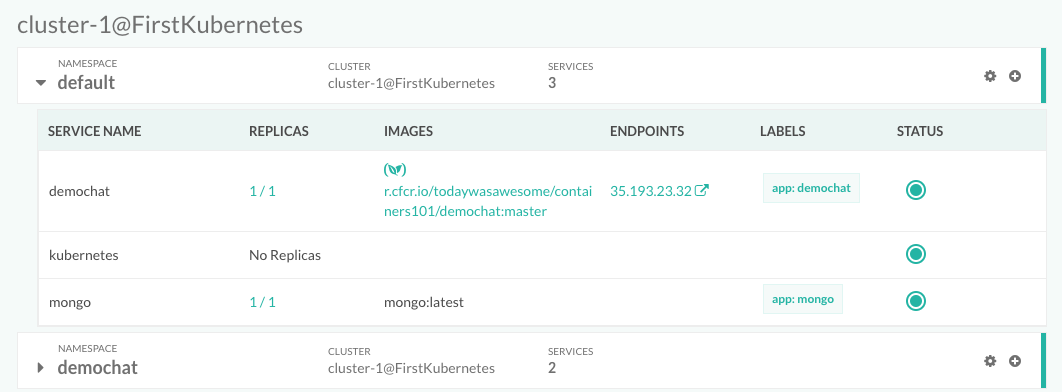 cluster-1@FirstKubernetes
NAMESPACE CLUSTER SERVICES
default cluster-1@FirstKubernetes 3
SERVICE NAME REPLICAS IMAGES ENDPOINTS LABELS STATUS
demochat 1 / 1 r.cfcr.io/todaywasawesome/contai 35.193.23.32 app: demochat
ners101/demochat:master
kubernetes No Replicas
mongo 1 / 1 mongo:latest app: mongo
NAMESPACE CLUSTER SERVICES
demochat cluster-1@FirstKubernetes 2